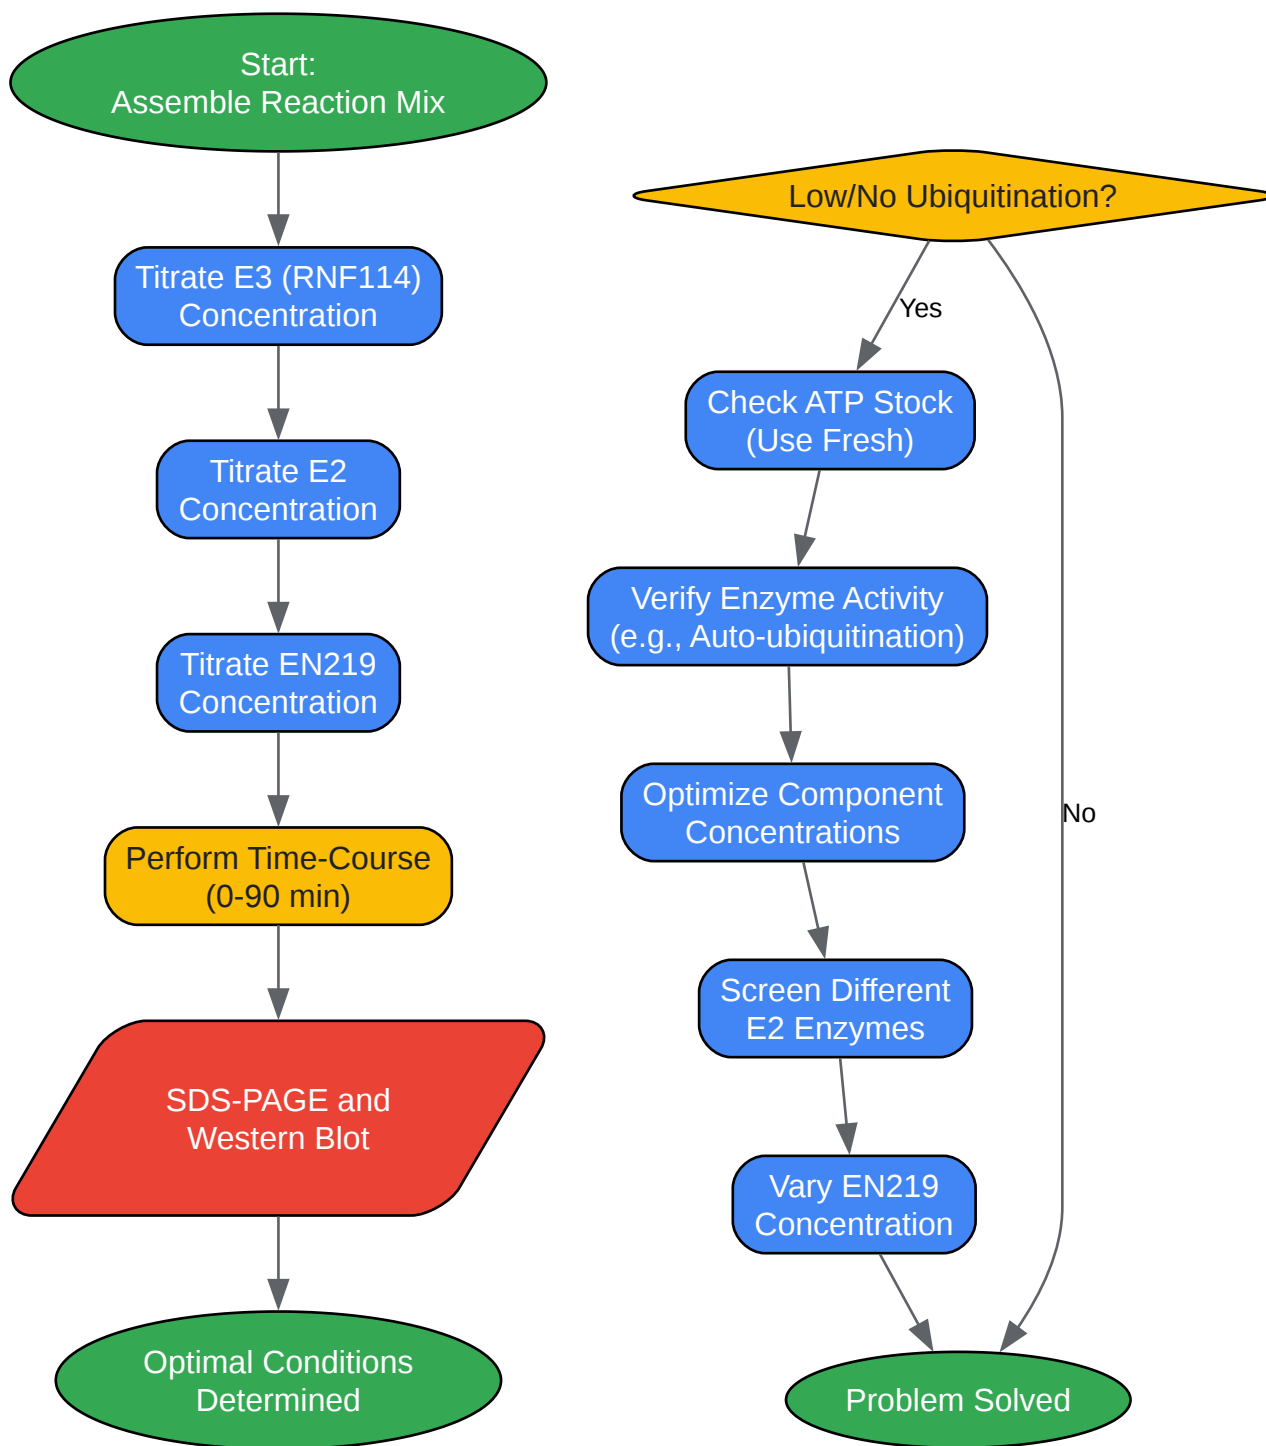 Start:
Assemble Reaction Mix
Titrate E3 (RNF114)
Concentration
Titrate E2
Concentration
Titrate EN219
Concentration
Perform Time-Course
(0-90 min)
SDS-PAGE and
Western Blot
Optimal Conditions
Determined
Low/No Ubiquitination?
Yes
Check ATP Stock
(Use Fresh)
Verify Enzyme Activity
(e.g., Auto-ubiquitination)
Optimize Component
Concentrations
No
Screen Different
E2 Enzymes
Vary EN219
Concentration
Problem Solved